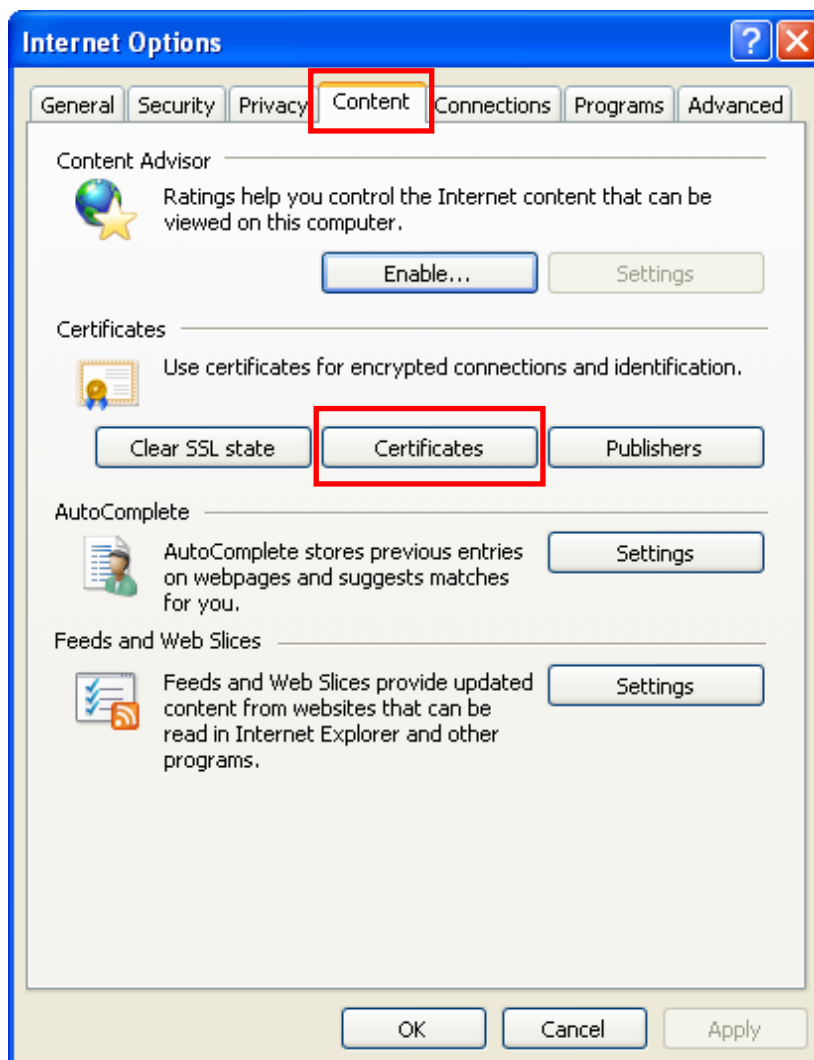 Internet Options
General Security Privacy Content Connections Programs Advanced
Content Advisor
Ratings help you control the Internet content that can be
viewed on this computer.
Enable... Settings
Certificates
Use certificates for encrypted connections and identification.
Clear SSL state Certificates Publishers
AutoComplete
AutoComplete stores previous entries
on webpages and suggests matches
for you.
Settings
Feeds and Web Slices
Feeds and Web Slices provide updated
content from websites that can be
read in Internet Explorer and other
programs.
Settings
OK Cancel Apply